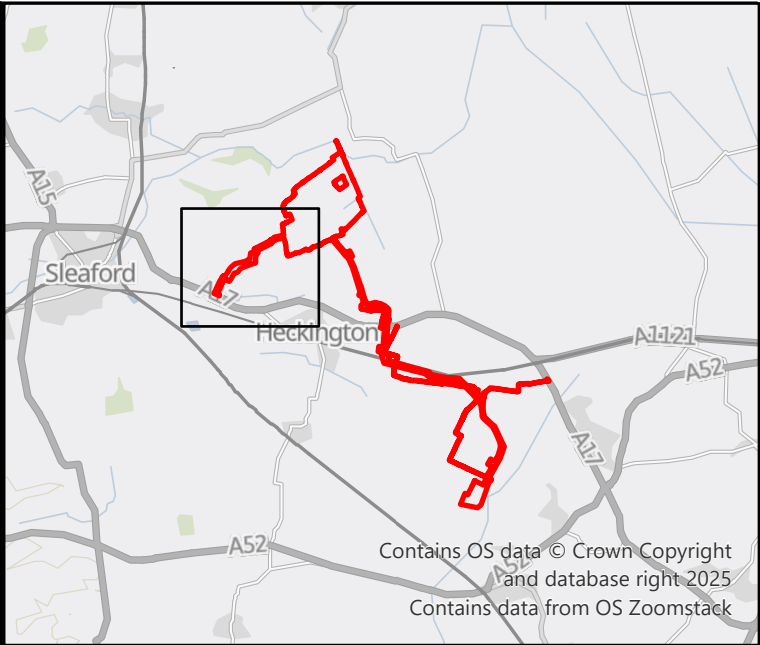 A15
Sleaford
A17
Heckington
A1121
A52
A17
A52
A52
Contains OS data © Crown Copyright
and database right 2025
Contains data from OS Zoomstack